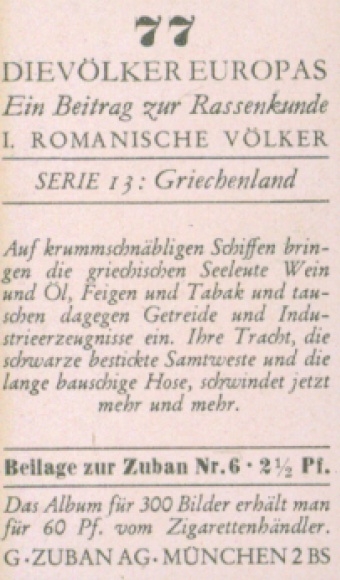 77
DIE VÖLKER EUROPAS
Ein Beitrag zur Rassenkunde
I. ROMANISCHE VÖLKER
SERIE 13: Griechenland
Auf krummschnäbligen Schiffen brin-
gen die griechischen Seeleute Wein
und Öl, Feigen und Tabak und tau-
schen dagegen Getreide und Indu-
strieerzeugnisse ein. Ihre Tracht, die
schwarze bestickte Samtweste und die
lange bauschige Hose, schwindet jetzt
mehr und mehr.
Beilage zur Zuban Nr. 6 · 2½ Pf.
Das Album für 300 Bilder erhält man
für 60 Pf. vom Zigarettenhändler.
G·ZUBAN AG·MÜNCHEN 2 BS